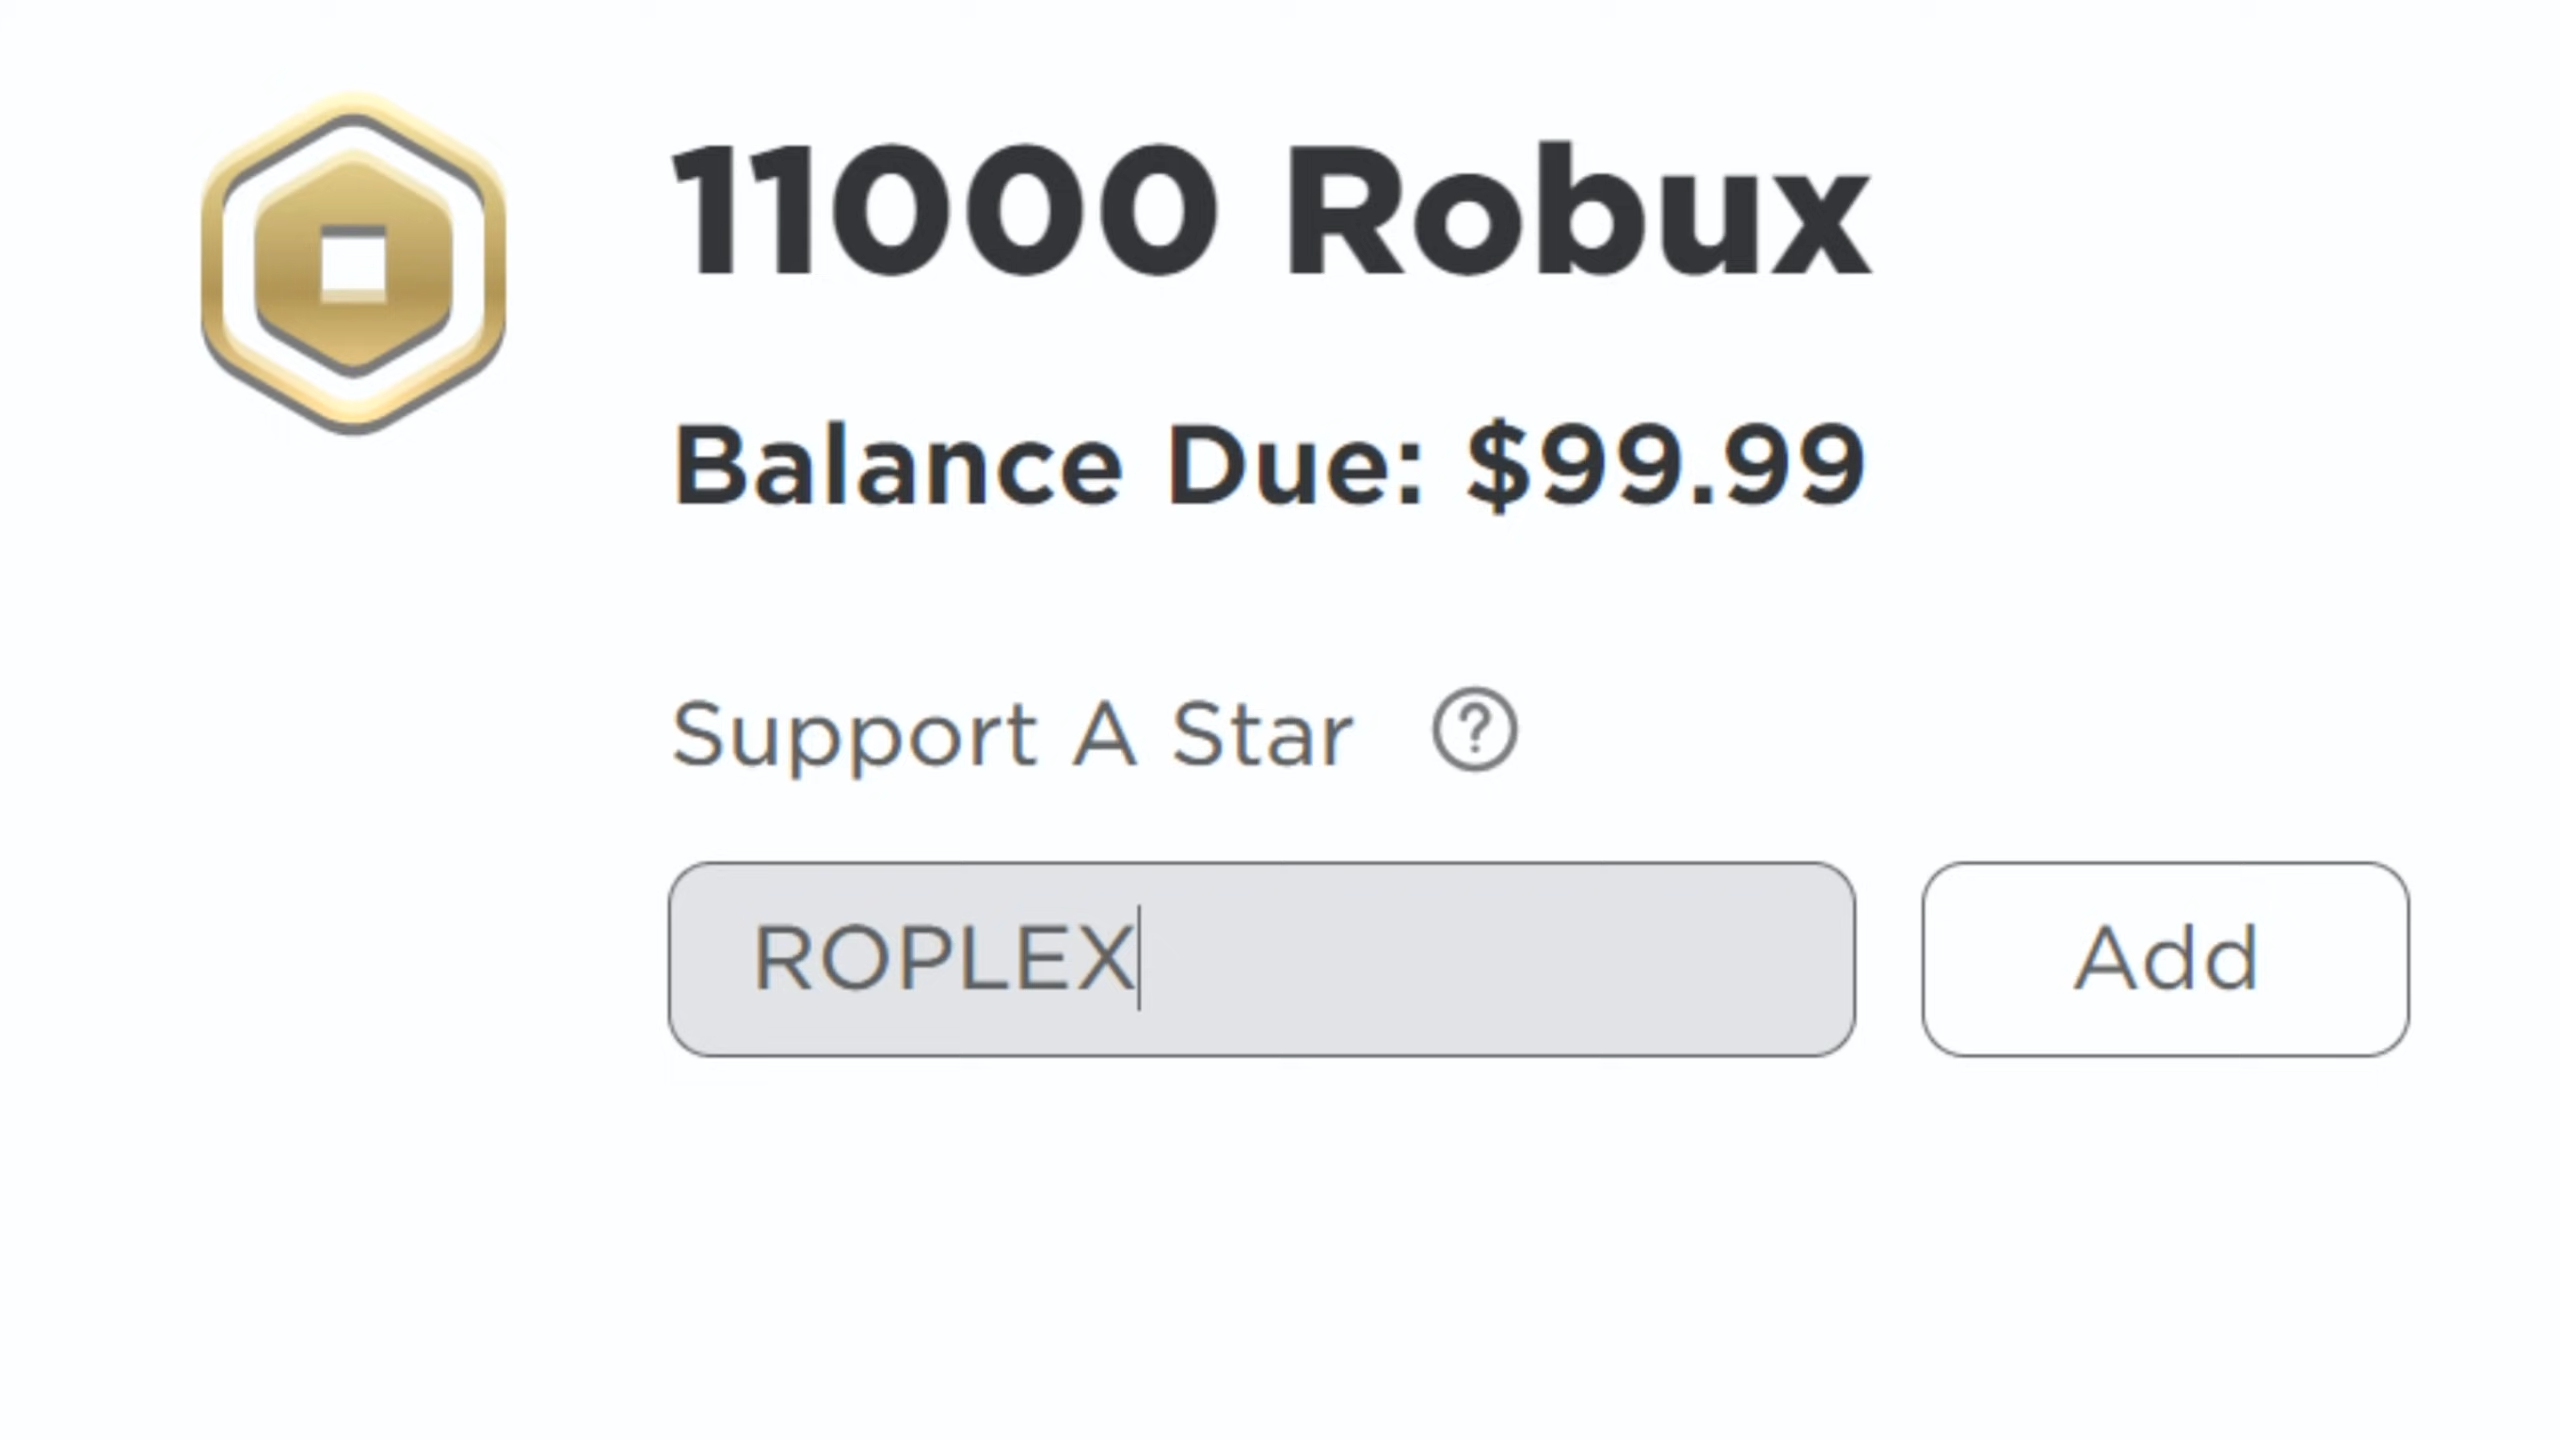 11000 Robux
Balance Due: $99.99
Support A Star ?
ROPLEX
Add